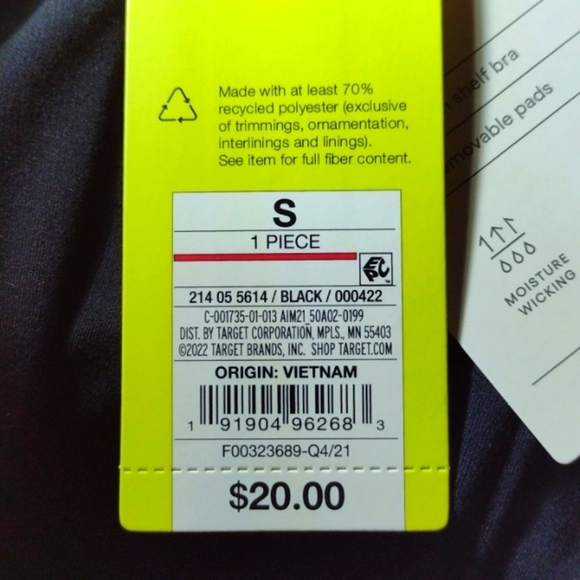 Made with at least 70%
recycled polyester (exclusive
of trimmings, ornamentation,
interlinings and linings).
See item for full fiber content.
S
1 PIECE
EPC
TM
214 05 5614 / BLACK / 000422
C-001735-01-013 AIM21_50A02-0199
DIST. BY TARGET CORPORATION, MPLS., MN 55403
©2022 TARGET BRANDS, INC. SHOP TARGET.COM
ORIGIN: VIETNAM
1 91904 96268 3
F00323689-Q4/21
$20.00
shelf bra
pads
MOISTURE
WICKING